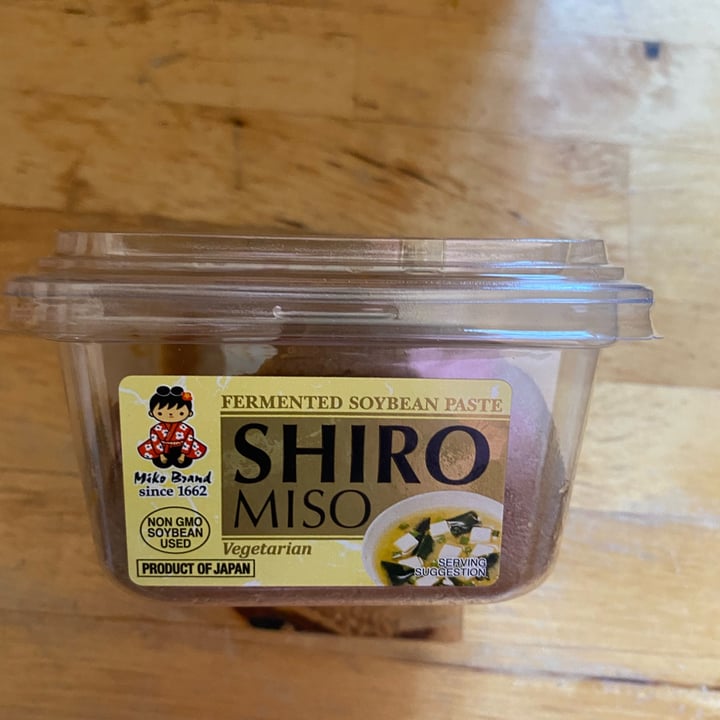 FERMENTED SOYBEAN PASTE
SHIRO
MISO
Miko Brand
since 1662
NON GMO
SOYBEAN
USED
Vegetarian
PRODUCT OF JAPAN
SERVING
SUGGESTION